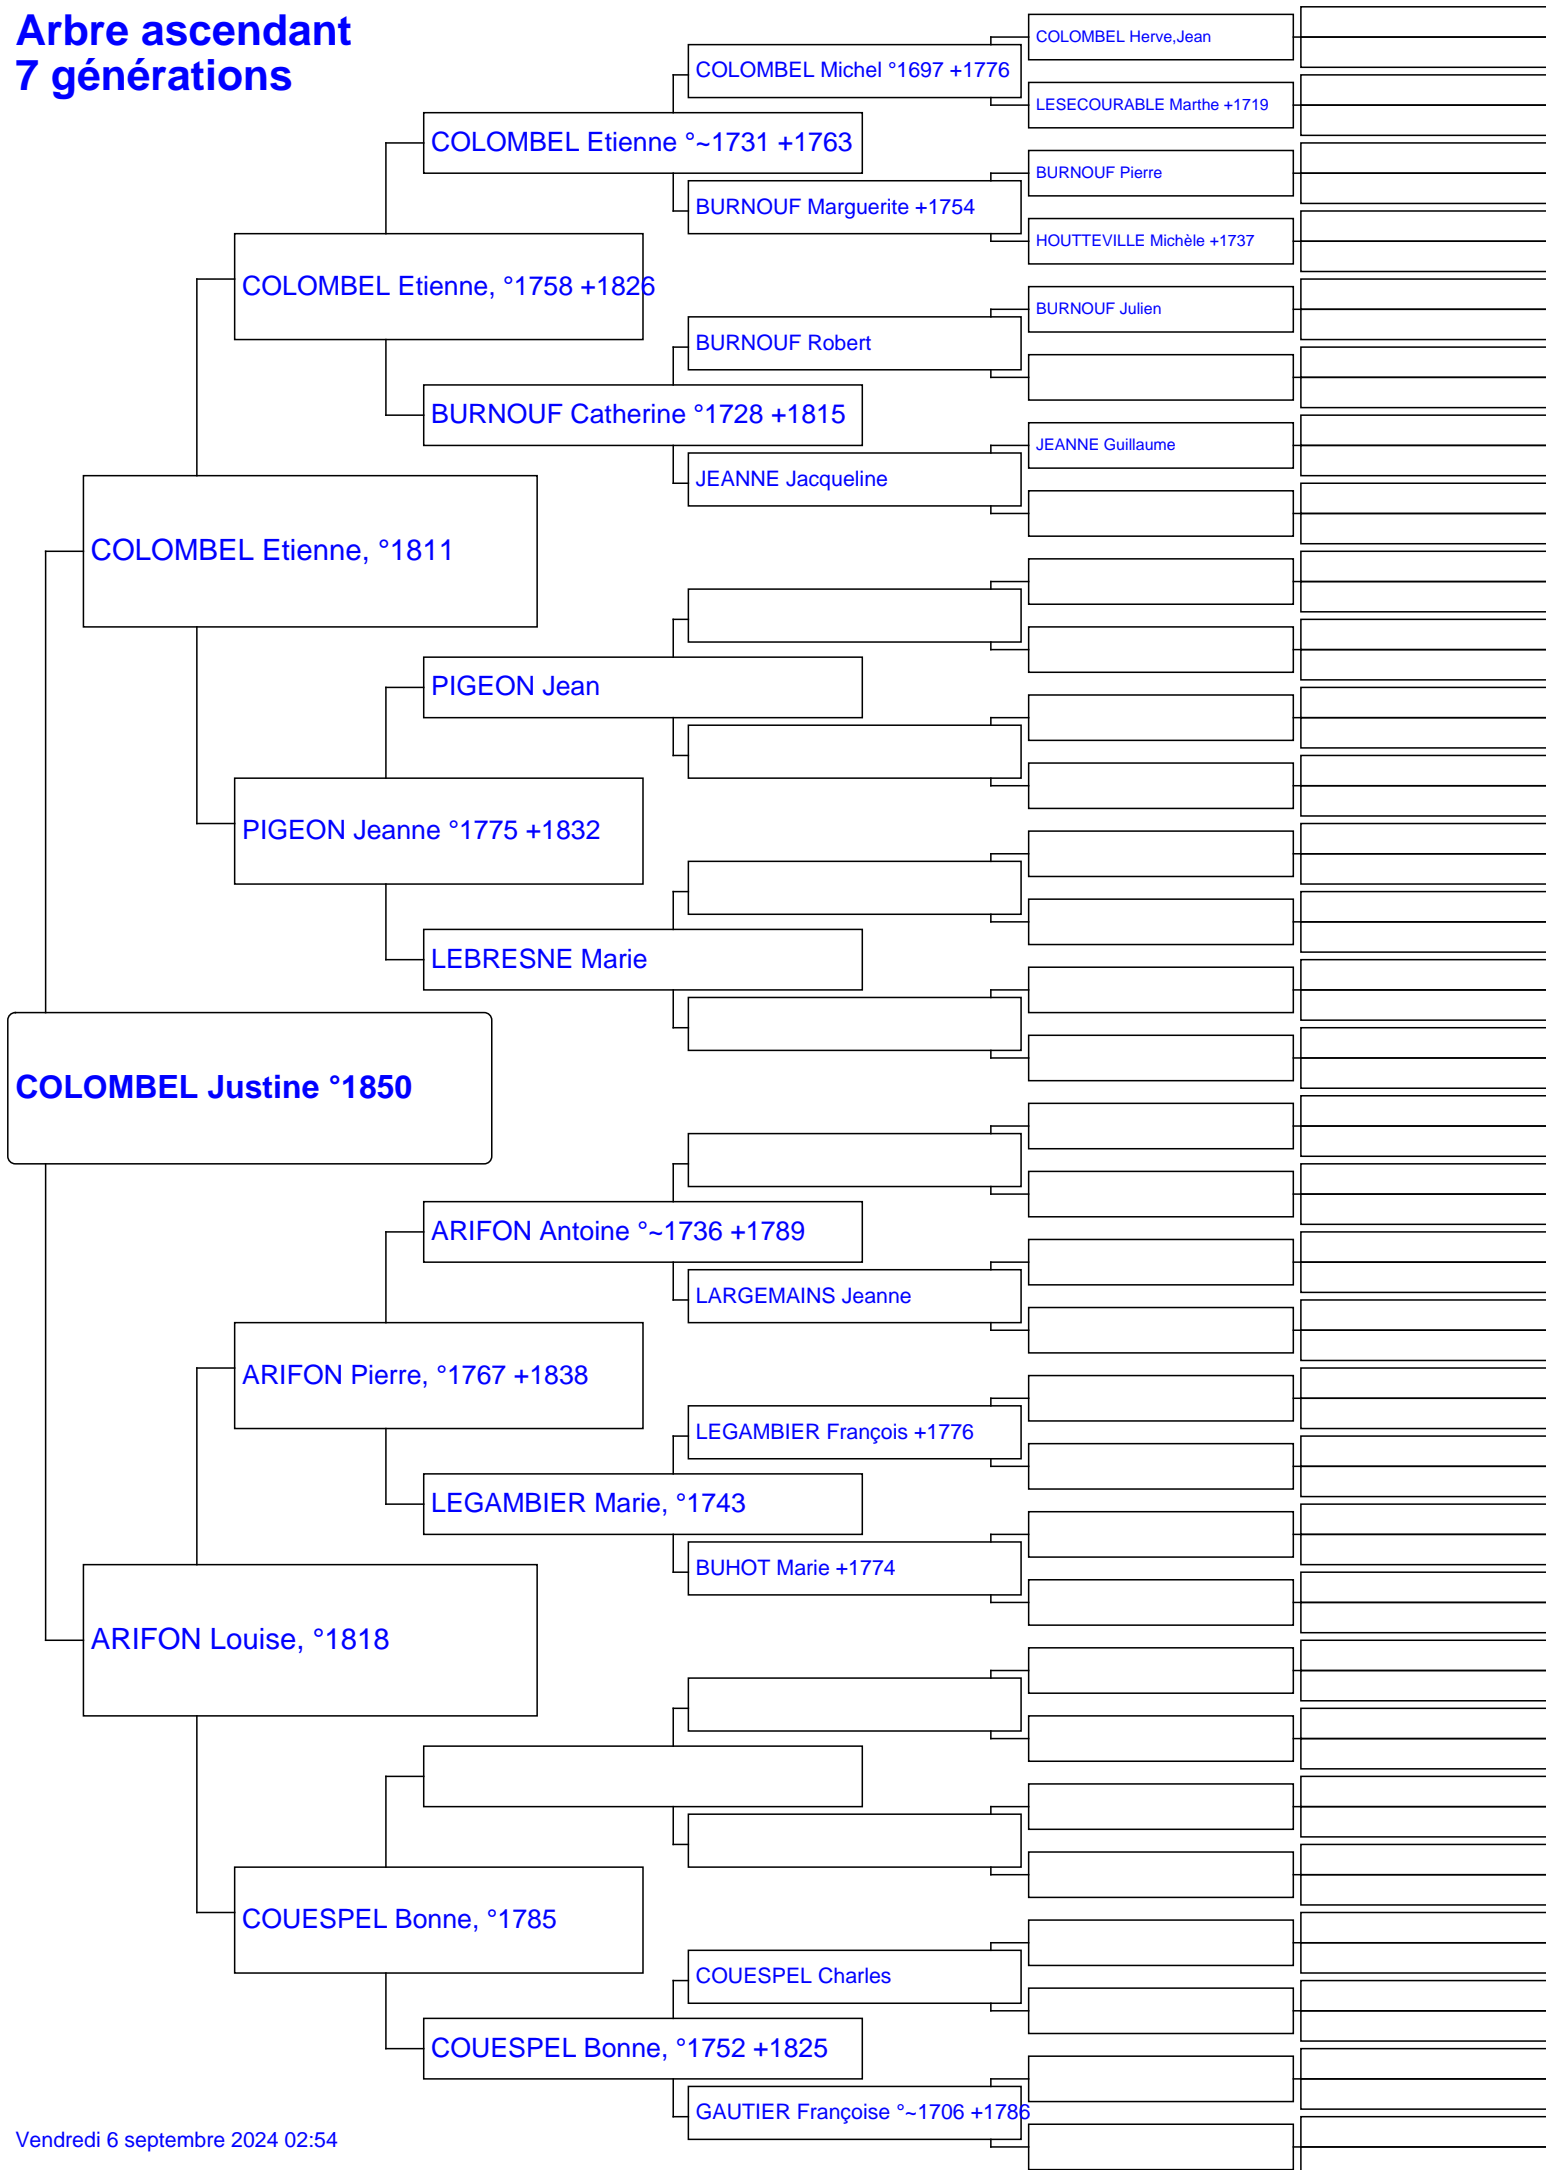 Arbre ascendant
7 générations
COLOMBEL Herve,Jean
COLOMBEL Michel °1697 +1776
LESECOURABLE Marthe +1719
COLOMBEL Etienne °~1731 +1763
BURNOUF Pierre
BURNOUF Marguerite +1754
HOUTTEVILLE Michèle +1737
COLOMBEL Etienne, °1758 +1826
BURNOUF Julien
BURNOUF Robert
BURNOUF Catherine °1728 +1815
JEANNE Guillaume
JEANNE Jacqueline
COLOMBEL Etienne, °1811
PIGEON Jean
PIGEON Jeanne °1775 +1832
LEBRESNE Marie
COLOMBEL Justine °1850
ARIFON Antoine °~1736 +1789
LARGEMAINS Jeanne
ARIFON Pierre, °1767 +1838
LEGAMBIER François +1776
LEGAMBIER Marie, °1743
BUHOT Marie +1774
ARIFON Louise, °1818
COUESPEL Bonne, °1785
COUESPEL Charles
COUESPEL Bonne, °1752 +1825
GAUTIER Françoise °~1706 +1786
Vendredi 6 septembre 2024 02:54